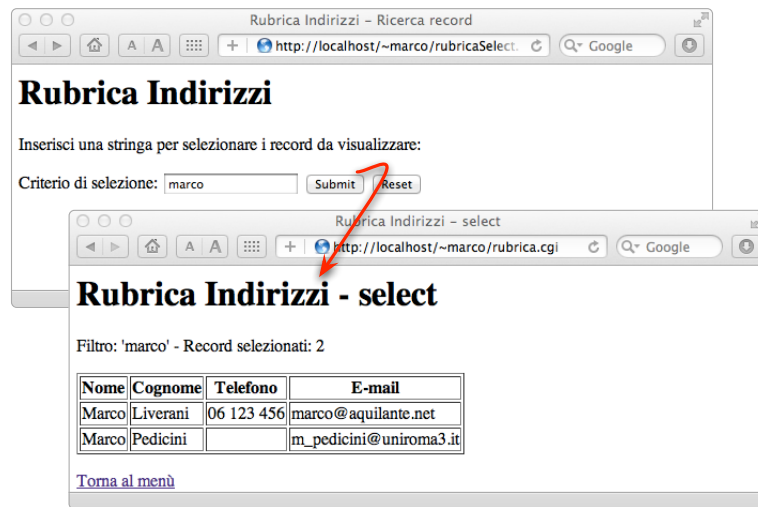 Rubrica Indirizzi – Ricerca record
A A + http://localhost/~marco/rubricaSelect. Google
Rubrica Indirizzi
Inserisci una stringa per selezionare i record da visualizzare:
Criterio di selezione: marco Submit Reset
Rubrica Indirizzi – select
A A + http://localhost/~marco/rubrica.cgi Google
Rubrica Indirizzi - select
Filtro: 'marco' - Record selezionati: 2
Nome Cognome Telefono E-mail
Marco Liverani 06 123 456 marco@aquilante.net
Marco Pedicini m_pedicini@uniroma3.it
Torna al menù